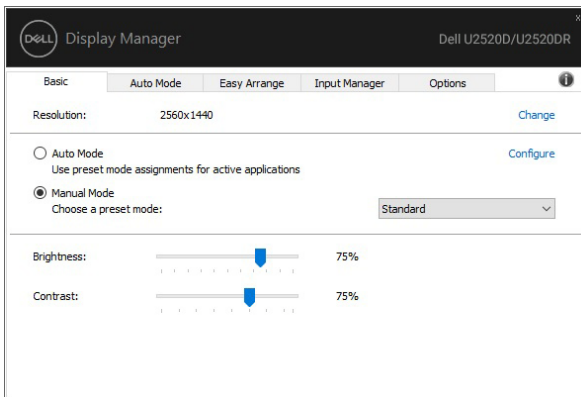 DELL Display Manager Dell U2520D/U2520DR
Basic Auto Mode Easy Arrange Input Manager Options
Resolution: 2560x1440 Change
Auto Mode Configure
Use preset mode assignments for active applications
Manual Mode
Choose a preset mode: Standard
Brightness: 75%
Contrast: 75%